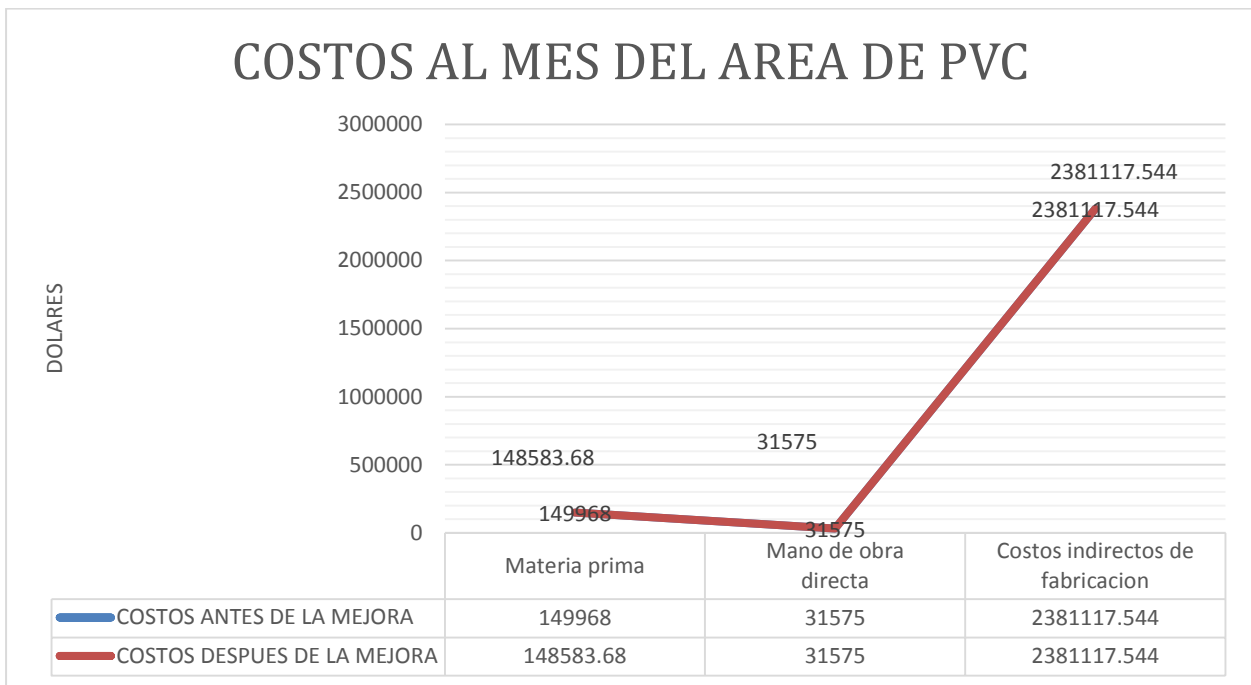 COSTOS AL MES DEL AREA DE PVC
DOLARES
3000000
2500000
2000000
1500000
1000000
500000
0
148583.68
149968
31575
31575
2381117.544
2381117.544
Materia prima
Mano de obra
directa
Costos indirectos de
fabricacion
COSTOS ANTES DE LA MEJORA 149968 31575 2381117.544
COSTOS DESPUES DE LA MEJORA 148583.68 31575 2381117.544